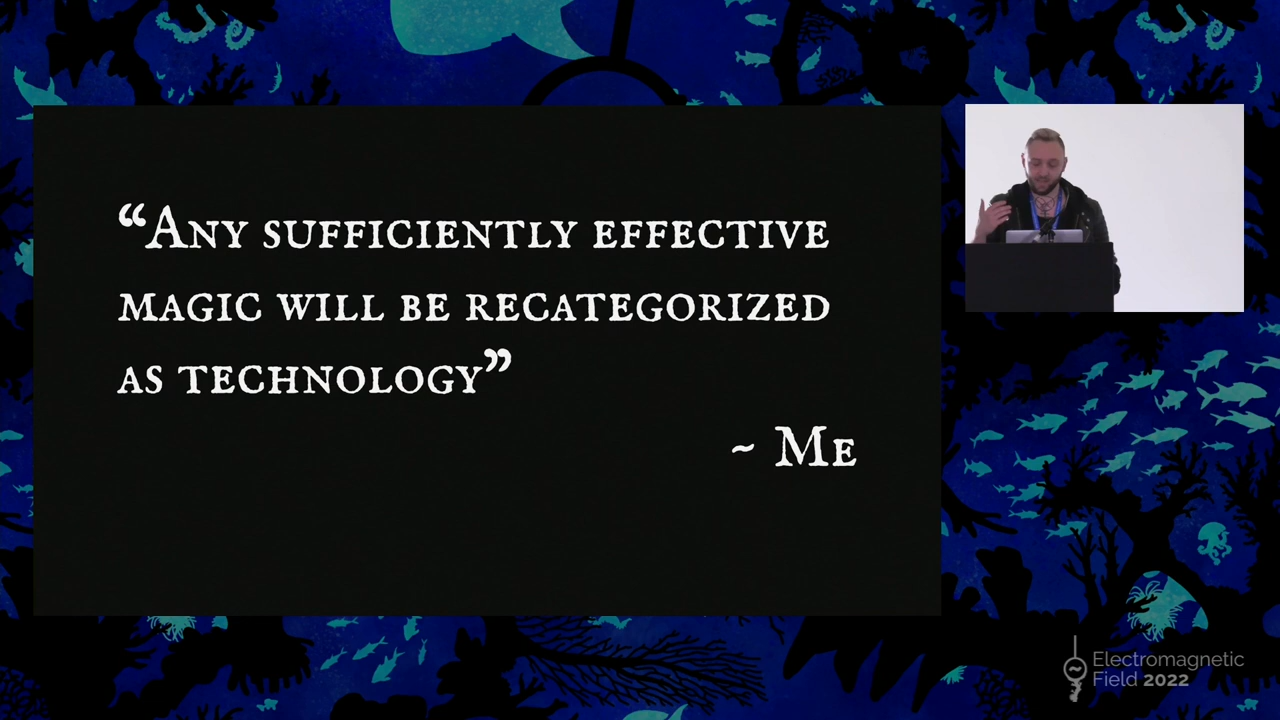 “Any sufficiently effective
magic will be recategorized
as technology”
~ Me
Electromagnetic
Field 2022